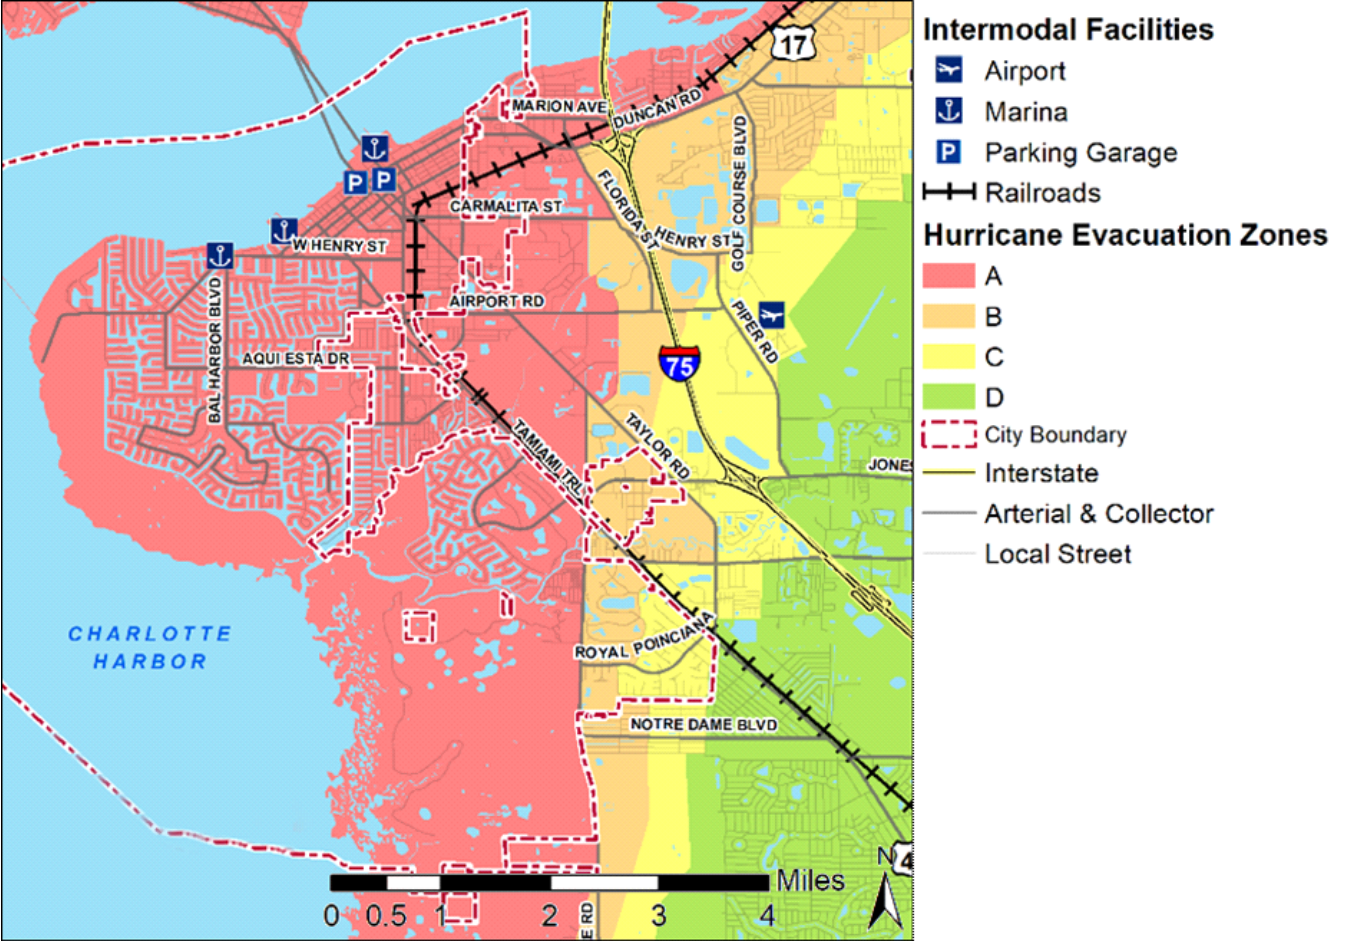 17
MARION AVE
DUNCAN RD
GOLF COURSE BLVD
FLORIDA ST
CARMALITA ST
HENRY ST
P
P
W HENRY ST
AIRPORT RD
PIPER RD
BAL HARBOR BLVD
AQUI ESTA DR
75
TAMIAMI TRL
TAYLOR RD
JONES
CHARLOTTE
HARBOR
ROYAL POINCIANA
NOTRE DAME BLVD
E RD
N
4
Miles
0 0.5 1 2 3 4
Intermodal Facilities
Airport
Marina
P Parking Garage
Railroads
Hurricane Evacuation Zones
A
B
C
D
City Boundary
Interstate
Arterial & Collector
Local Street